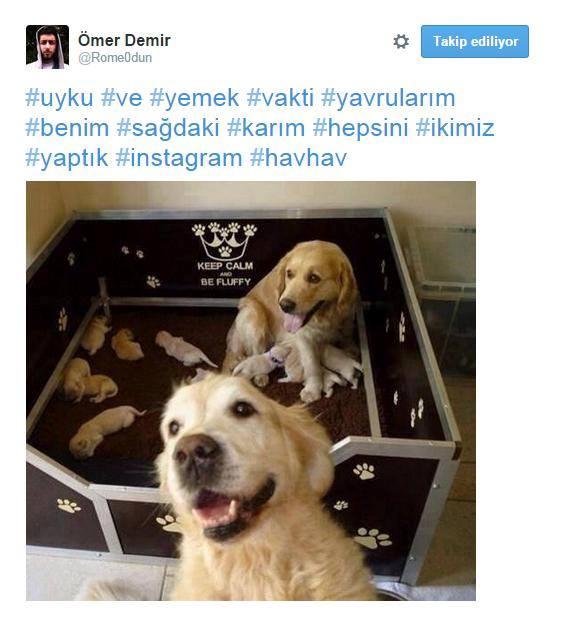 Ömer Demir
@Rome0dun
Takip ediliyor
#uyku #ve #yemek #vakti #yavrularım
#benim #sağdaki #karım #hepsini #ikimiz
#yaptık #instagram #havhav
KEEP CALM
AND
BE FLUFFY